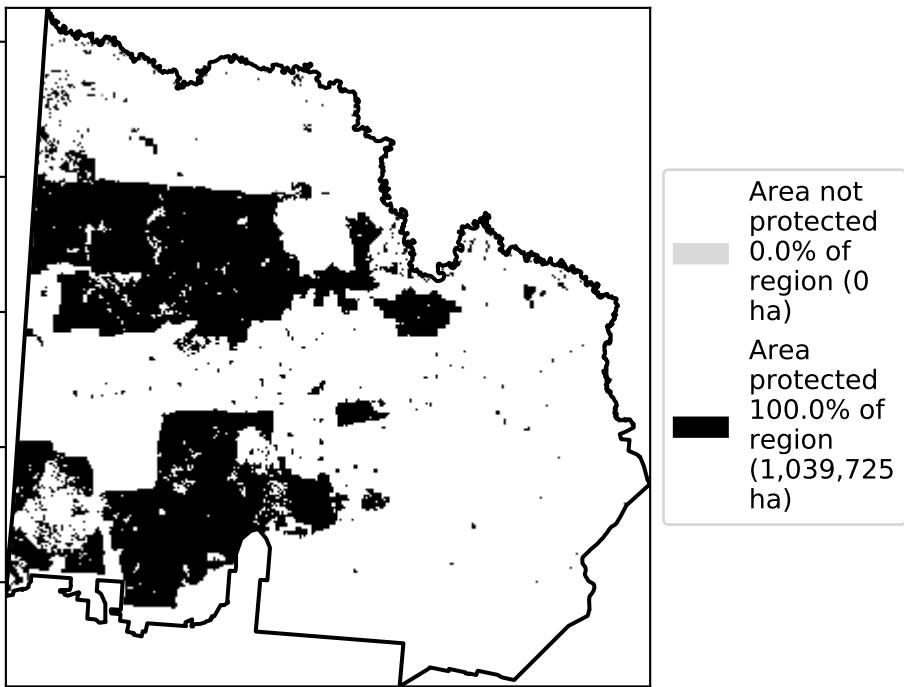 Area not
protected
0.0% of
region (0
ha)
Area
protected
100.0% of
region
(1,039,725
ha)